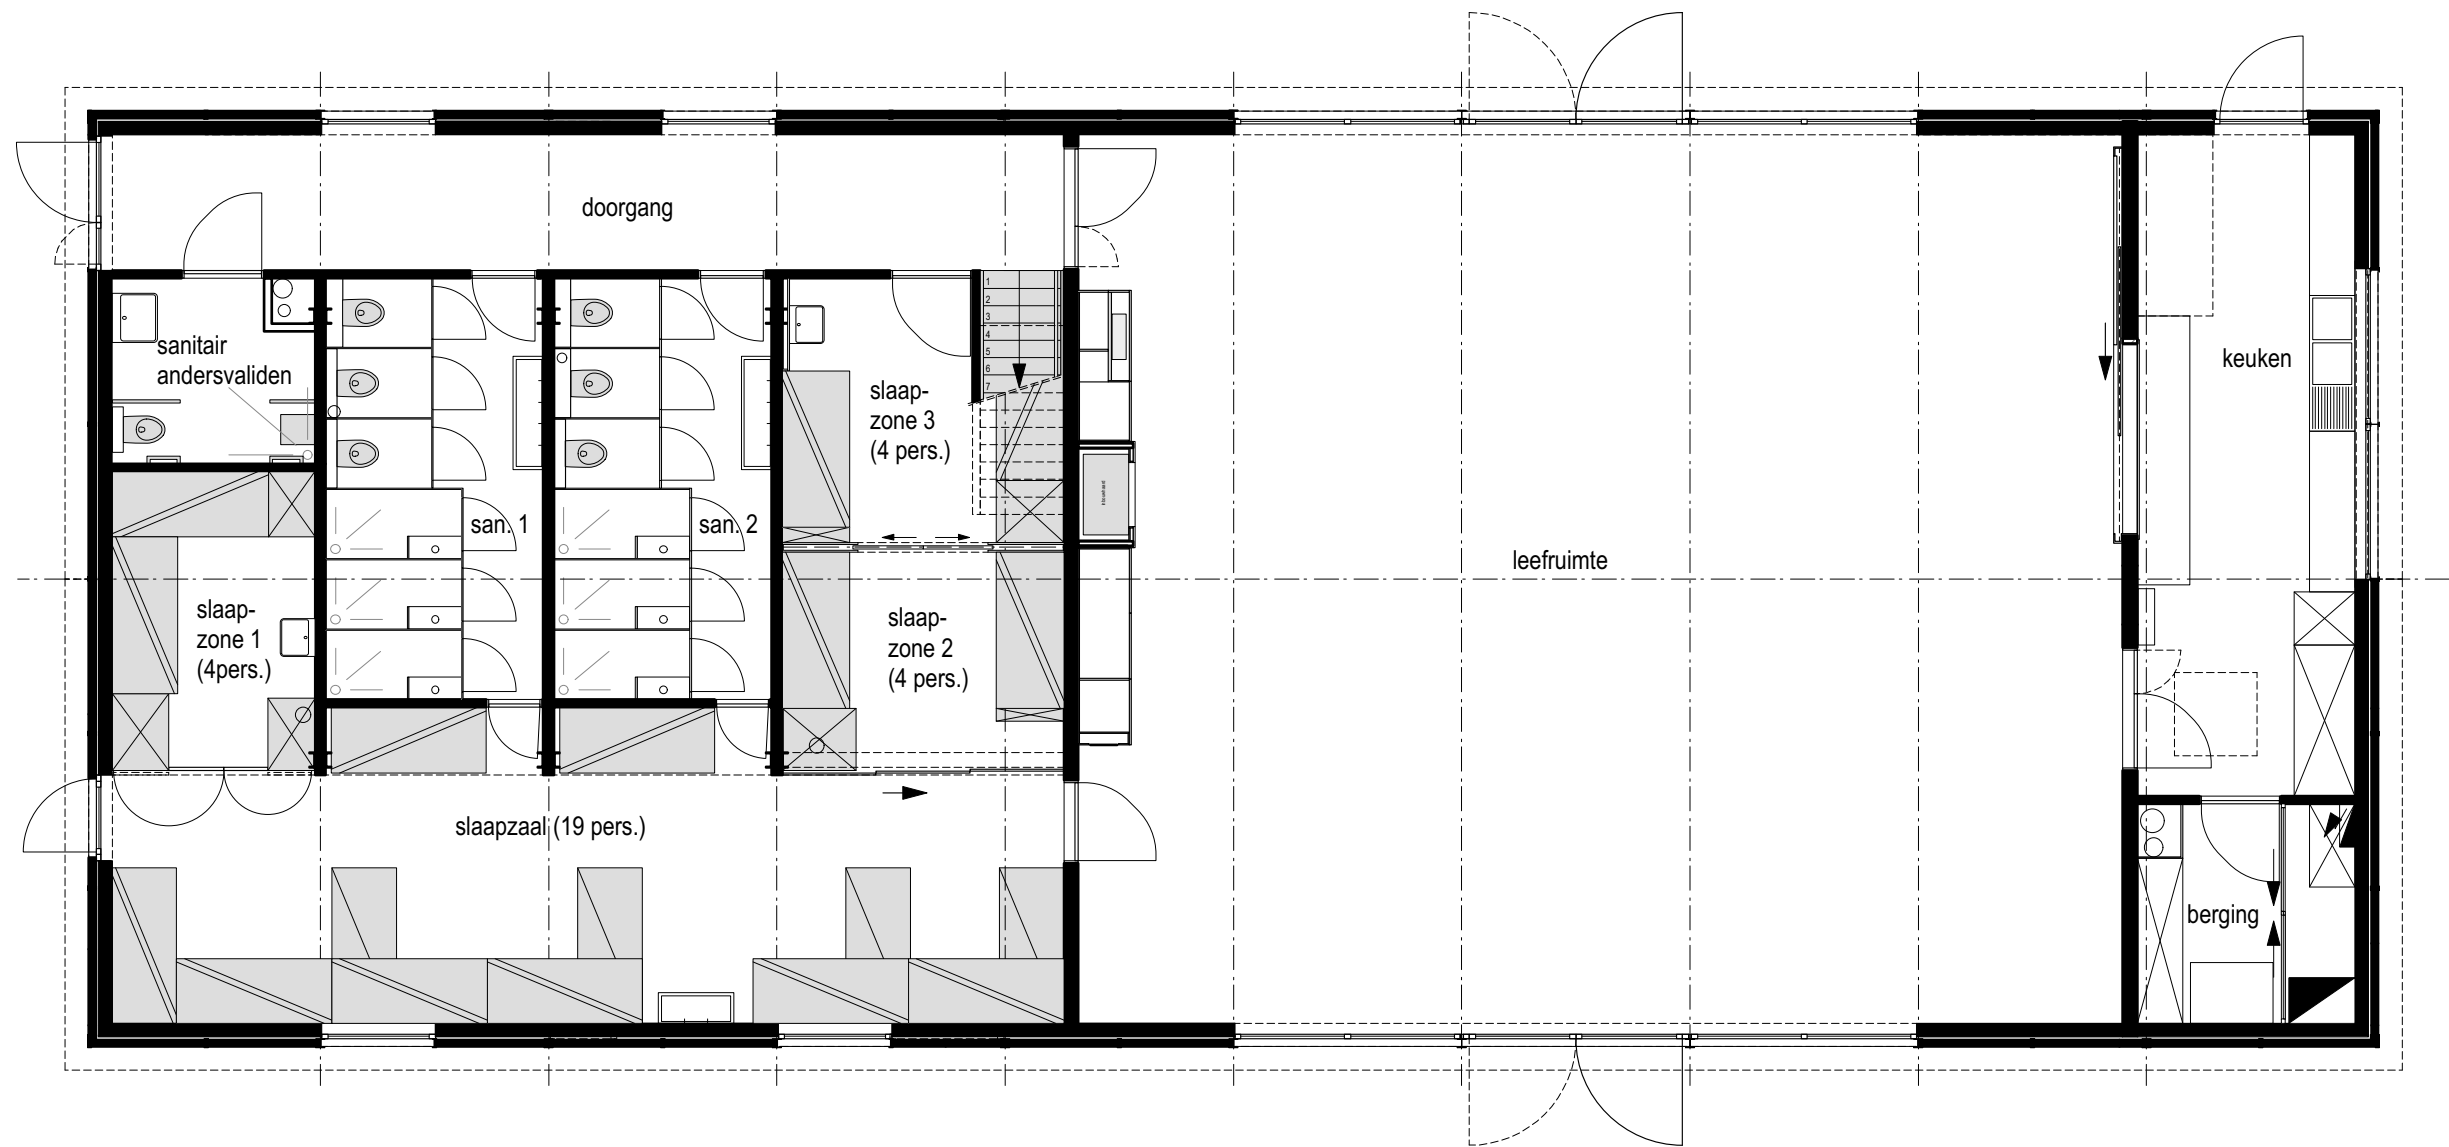 doorgang
sanitair
andersvaliden
1
2
3
4
5
6
7
slaap-
zone 3
(4 pers.)
keuken
san. 1
san. 2
leefruimte
slaap-
zone 1
(4pers.)
slaap-
zone 2
(4 pers.)
slaapzaal (19 pers.)
berging